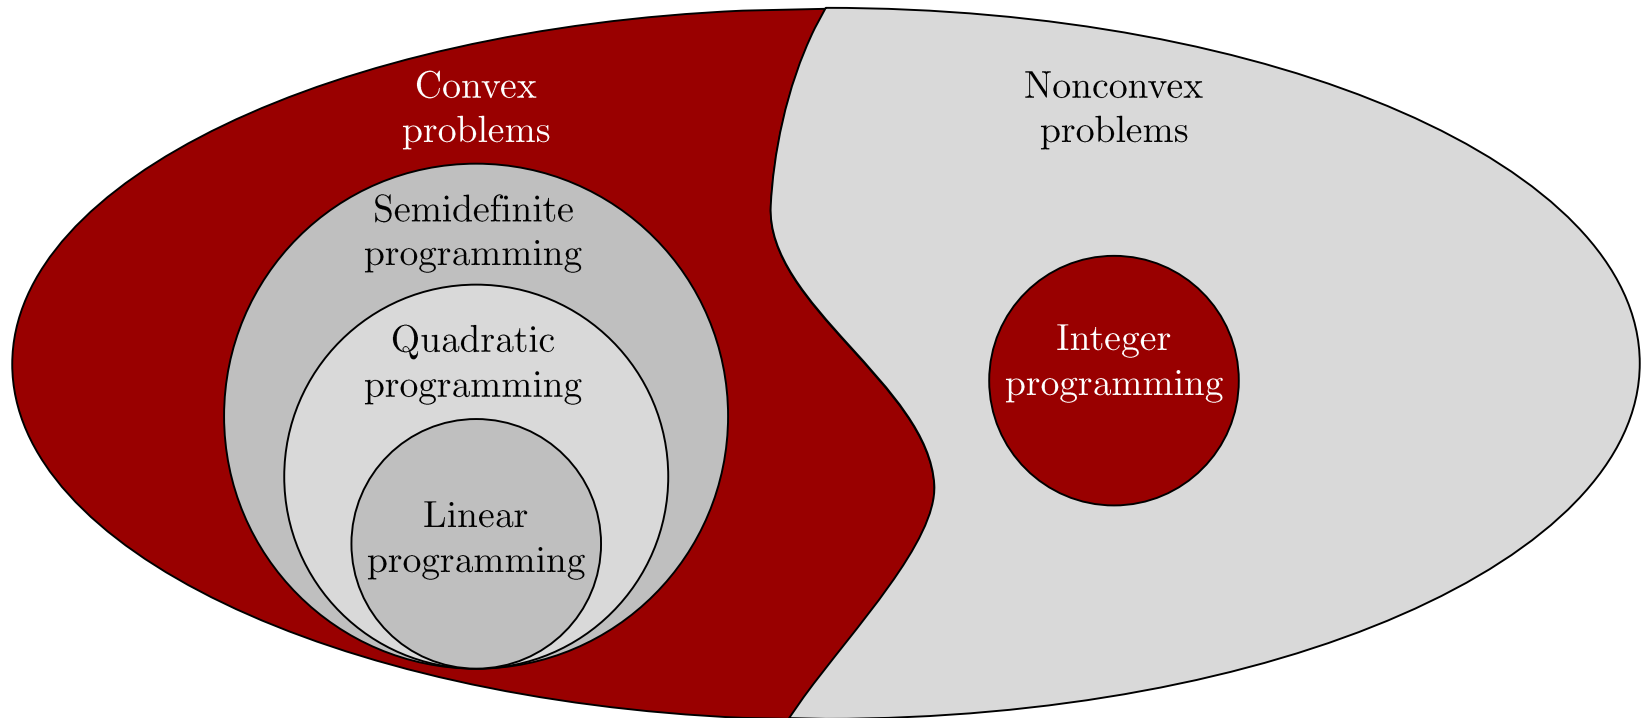 Convex
problems
Nonconvex
problems
Semidefinite
programming
Quadratic
programming
Integer
programming
Linear
programming